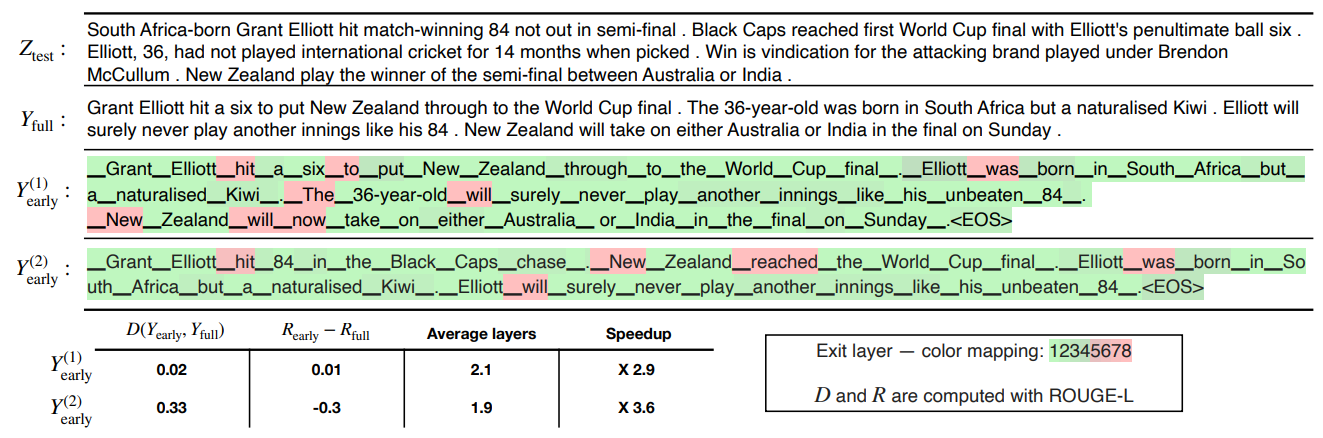 Z_test : South Africa-born Grant Elliott hit match-winning 84 not out in semi-final . Black Caps reached first World Cup final with Elliott's penultimate ball six .
Elliott, 36, had not played international cricket for 14 months when picked . Win is vindication for the attacking brand played under Brendon
McCullum . New Zealand play the winner of the semi-final between Australia or India .
Y_full : Grant Elliott hit a six to put New Zealand through to the World Cup final . The 36-year-old was born in South Africa but a naturalised Kiwi . Elliott will
surely never play another innings like his 84 . New Zealand will take on either Australia or India in the final on Sunday .
Y_early^(1) : __Grant__Elliott__hit__a__six__to__put__New__Zealand__through__to__the__World__Cup__final__.__Elliott__was__born__in__South__Africa__but__
a__naturalised__Kiwi__.__The__36-year-old__will__surely__never__play__another__innings__like__his__unbeaten__84__.
__New__Zealand__will__now__take__on__either__Australia__or__India__in__the__final__on__Sunday__.<EOS>
Y_early^(2) : __Grant__Elliott__hit__84__in__the__Black__Caps__chase__.__New__Zealand__reached__the__World__Cup__final__.__Elliott__was__born__in__So
uth__Africa__but__a__naturalised__Kiwi__.__Elliott__will__surely__never__play__another__innings__like__his__unbeaten__84__.<EOS>
D(Y_early, Y_full) R_early − R_full Average layers Speedup
Y_early^(1) 0.02 0.01 2.1 X 2.9
Y_early^(2) 0.33 -0.3 1.9 X 3.6
Exit layer — color mapping: 12345678
D and R are computed with ROUGE-L